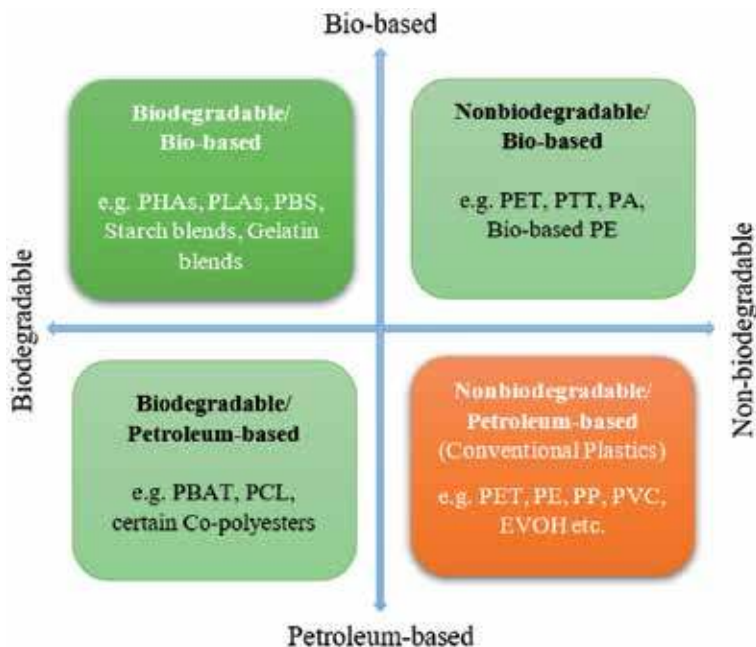 Bio-based
Biodegradable/
Bio-based
e.g. PHAs, PLAs, PBS,
Starch blends, Gelatin
blends
Nonbiodegradable/
Bio-based
e.g. PET, PTT, PA,
Bio-based PE
Biodegradable
Non-biodegradable
Biodegradable/
Petroleum-based
e.g. PBAT, PCL,
certain Co-polyesters
Nonbiodegradable/
Petroleum-based
(Conventional Plastics)
e.g. PET, PE, PP, PVC,
EVOH etc.
Petroleum-based